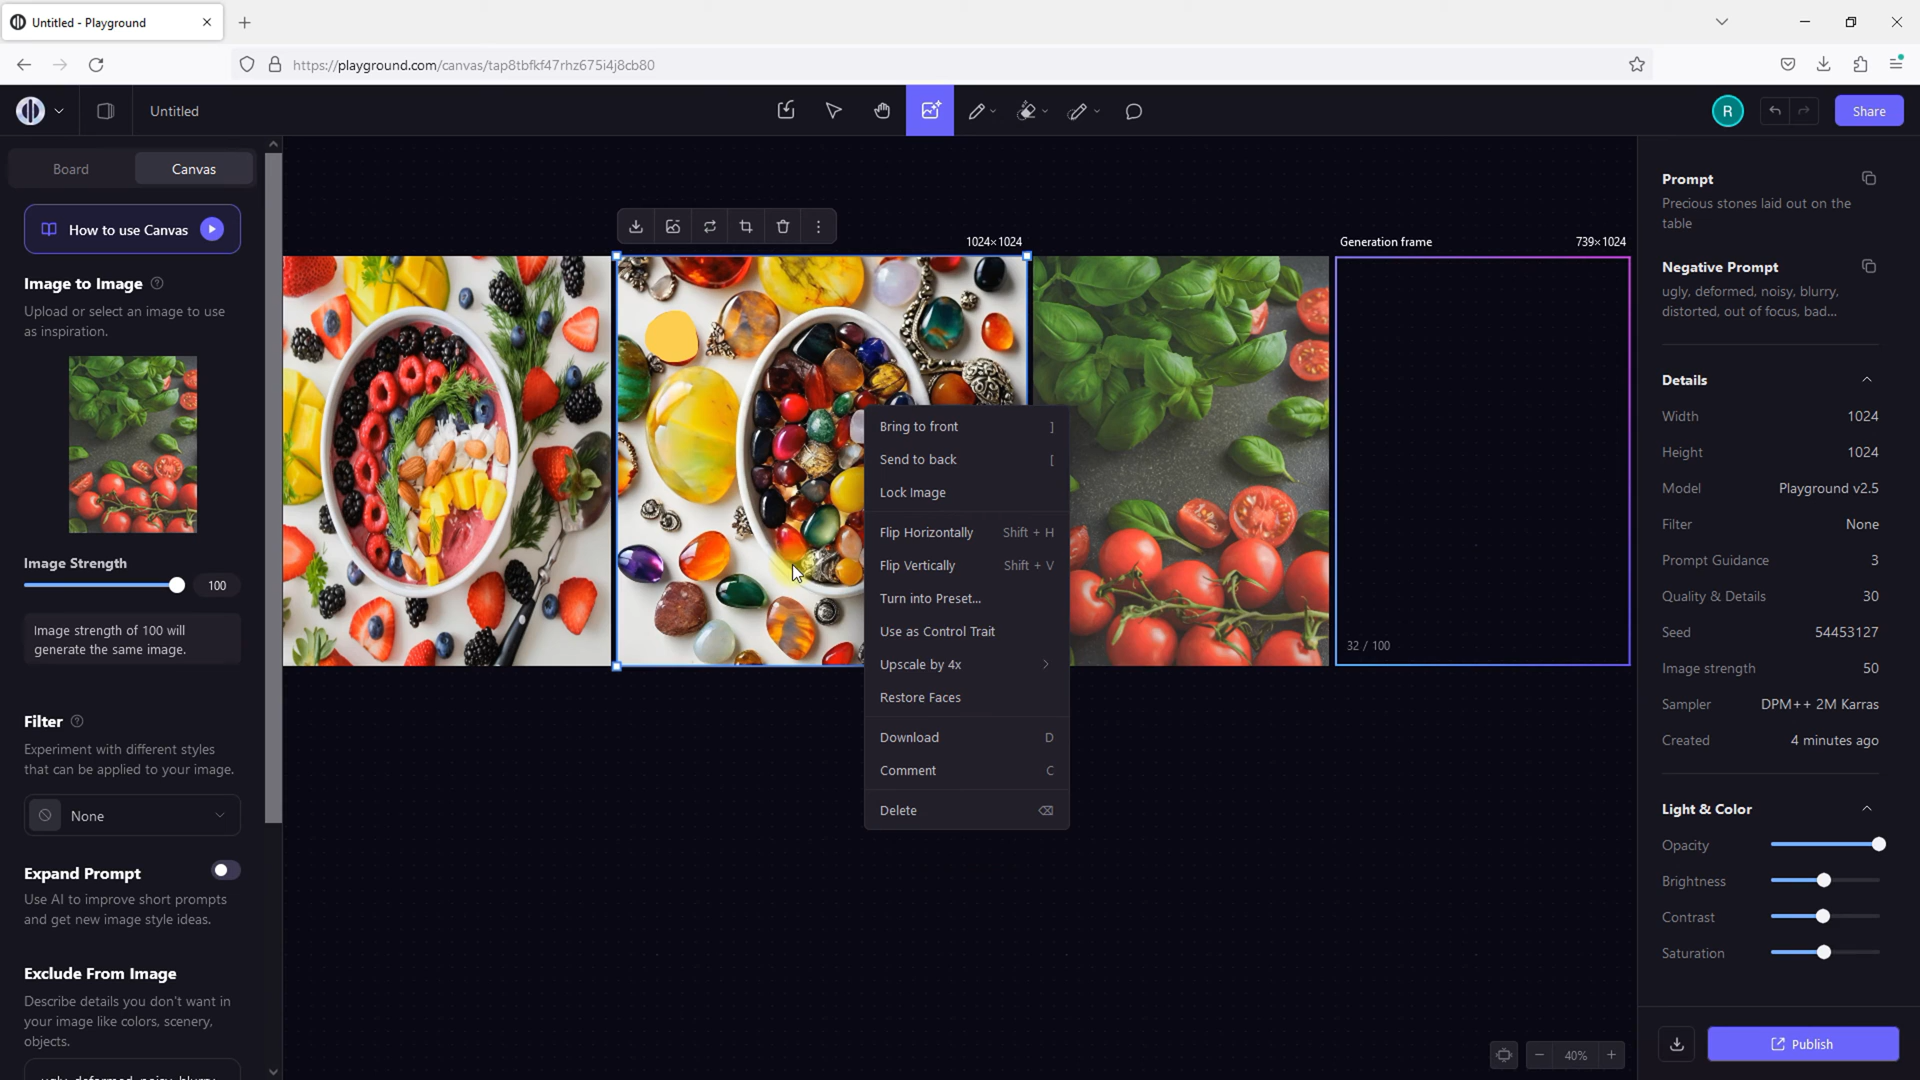 Untitled - Playground
https://playground.com/canvas/tap8tbfkf47rhz675i4j8cb80
Untitled
R
Share
Board
Canvas
How to use Canvas
Image to Image
Upload or select an image to use
as inspiration.
Image Strength
100
Image strength of 100 will
generate the same image.
Filter
Experiment with different styles
that can be applied to your image.
None
Expand Prompt
Use AI to improve short prompts
and get new image style ideas.
Exclude From Image
Describe details you don't want in
your image like colors, scenery,
objects.
ugly, deformed, noisy, blurry,
1024×1024
Generation frame
739×1024
32 / 100
Bring to front ]
Send to back [
Lock Image
Flip Horizontally Shift + H
Flip Vertically Shift + V
Turn into Preset...
Use as Control Trait
Upscale by 4x
Restore Faces
Download D
Comment C
Delete
40%
Prompt
Precious stones laid out on the
table
Negative Prompt
ugly, deformed, noisy, blurry,
distorted, out of focus, bad...
Details
Width 1024
Height 1024
Model Playground v2.5
Filter None
Prompt Guidance 3
Quality & Details 30
Seed 54453127
Image strength 50
Sampler DPM++ 2M Karras
Created 4 minutes ago
Light & Color
Opacity
Brightness
Contrast
Saturation
Publish